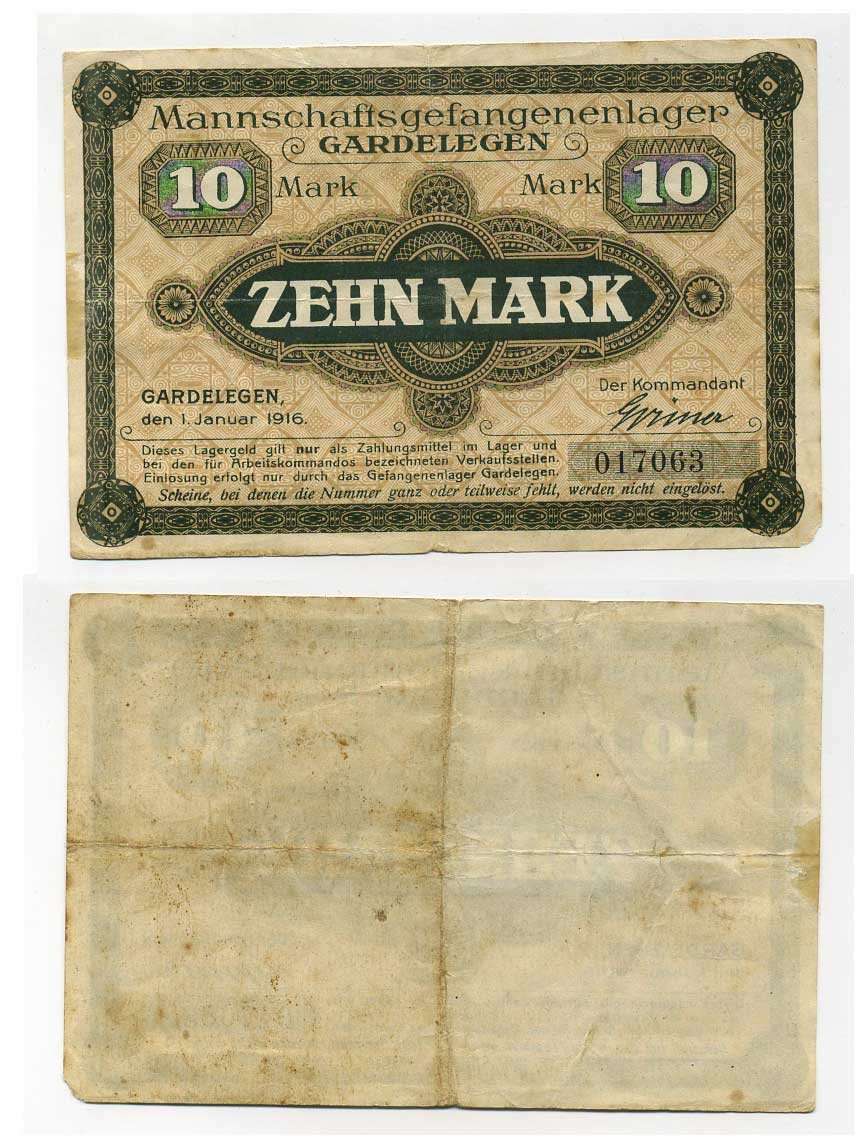 Mannschaftsgefangenenlager
GARDELEGEN
10 Mark Mark 10
ZEHN MARK
GARDELEGEN,
den 1. Januar 1916.
Der Kommandant
Dieses Lagergeld gilt nur als Zahlungsmittel im Lager und
bei den für Arbeitskommandos bezeichneten Verkaufsstellen.
Einlösung erfolgt nur durch das Gefangenenlager Gardelegen.
017063
Scheine, bei denen die Nummer ganz oder teilweise fehlt, werden nicht eingelöst.